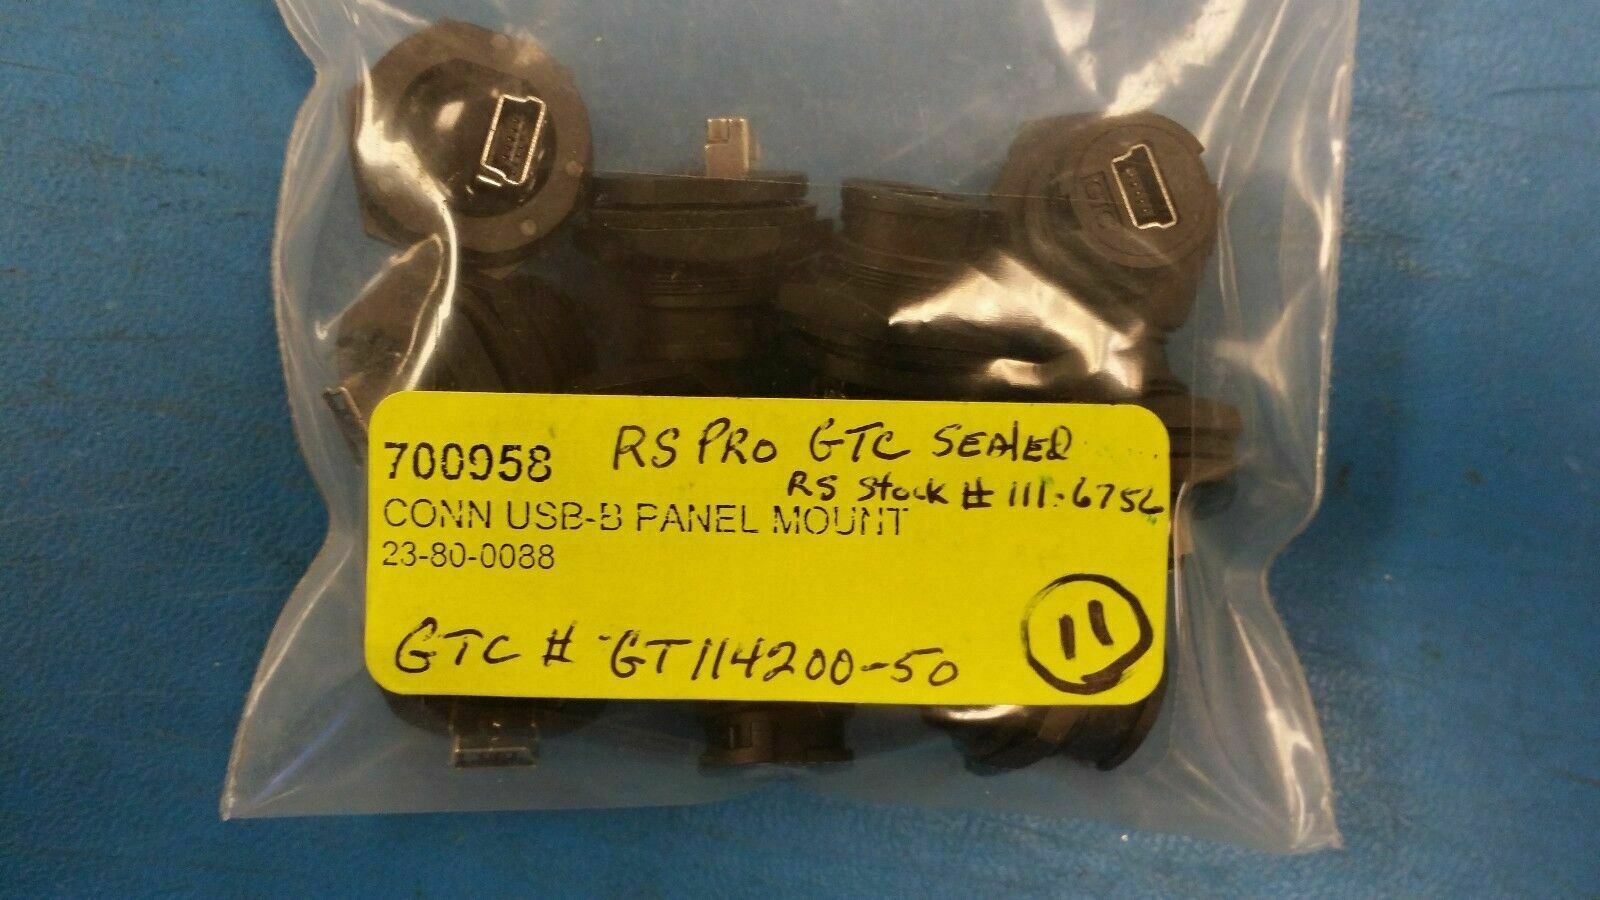 GTC
700958 RS PRO GTC SEALED
RS Stock # 111-6756
CONN USB-B PANEL MOUNT
23-80-0088
GTC # GT114200-50
11